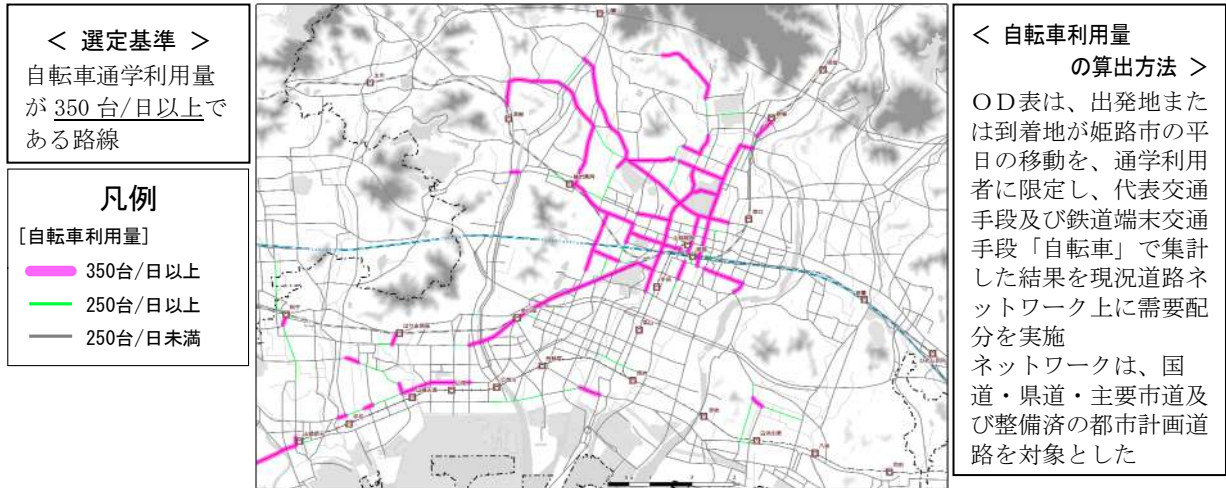 ＜ 選定基準 ＞
自転車通学利用量
が 350 台/日以上で
ある路線
凡例
[自転車利用量]
350台/日以上
250台/日以上
250台/日未満
＜ 自転車利用量
の算出方法 ＞
ＯＤ表は、出発地また
は到着地が姫路市の平
日の移動を、通学利用
者に限定し、代表交通
手段及び鉄道端末交通
手段「自転車」で集計
した結果を現況道路ネ
ットワーク上に需要配
分を実施
ネットワークは、国
道・県道・主要市道及
び整備済の都市計画道
路を対象とした